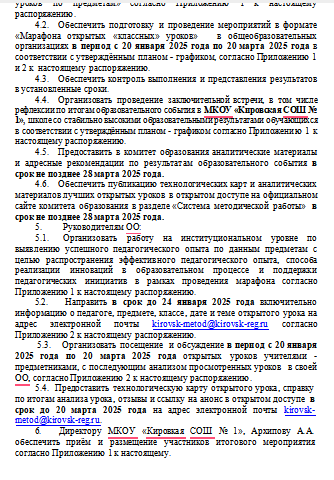 уроков по предметам» согласно Приложению 1 к настоящему
распоряжению.
4.2. Обеспечить подготовку и проведение мероприятий в формате
«Марафона открытых «классных» уроков» в общеобразовательных
организациях в период с 20 января 2025 года по 20 марта 2025 года в
соответствии с утверждённым планом - графиком, согласно Приложению 1
и 2 к настоящему распоряжению.
4.3. Обеспечить контроль выполнения и представления результатов
в установленные сроки.
4.4. Организовать проведение заключительной встречи, в том числе
рефлексии по итогам образовательного события в МКОУ «Кировская СОШ №
1», школе со стабильно высокими образовательными результатами обучающихся
в соответствии с утверждённым планом - графиком согласно Приложению 1 к
настоящему распоряжению.
4.5. Представить в комитет образования аналитические материалы
и адресные рекомендации по результатам образовательного события в
срок не позднее 28 марта 2025 года.
4.6. Обеспечить публикацию технологических карт и аналитических
материалов лучших открытых уроков в открытом доступе на официальном
сайте комитета образования в разделе «Система методической работы» в
срок не позднее 28 марта 2025 года.
5. Руководителям ОО:
5.1. Организовать работу на институциональном уровне по
выявлению успешного педагогического опыта по данным предметам с
целью распространения эффективного педагогического опыта, способа
реализации инноваций в образовательном процессе и поддержки
педагогических инициатив в рамках проведения марафона согласно
Приложению 1 к настоящему распоряжению.
5.2. Направить в срок до 24 января 2025 года включительно
информацию о педагоге, предмете, классе, дате и теме открытого урока на
адрес электронной почты kirovsk-metod@kirovsk-reg.ru согласно
Приложению 2 к настоящему распоряжению.
5.3. Организовать посещение и обсуждение в период с 20 января
2025 года по 20 марта 2025 года открытых уроков учителями -
предметниками, с последующим анализом просмотренных уроков в своей
ОО, согласно Приложению 2 к настоящему распоряжению.
5.4. Предоставить технологическую карту открытого урока, справку
по итогам анализа урока, отзывы и ссылку на анонс в открытом доступе в
срок до 20 марта 2025 года на адрес электронной почты kirovsk-
metod@kirovsk-reg.ru.
6. Директору МКОУ «Кировская СОШ № 1», Архипову А.А.
обеспечить приём и размещение участников итогового мероприятия
согласно Приложению 1 к настоящему.